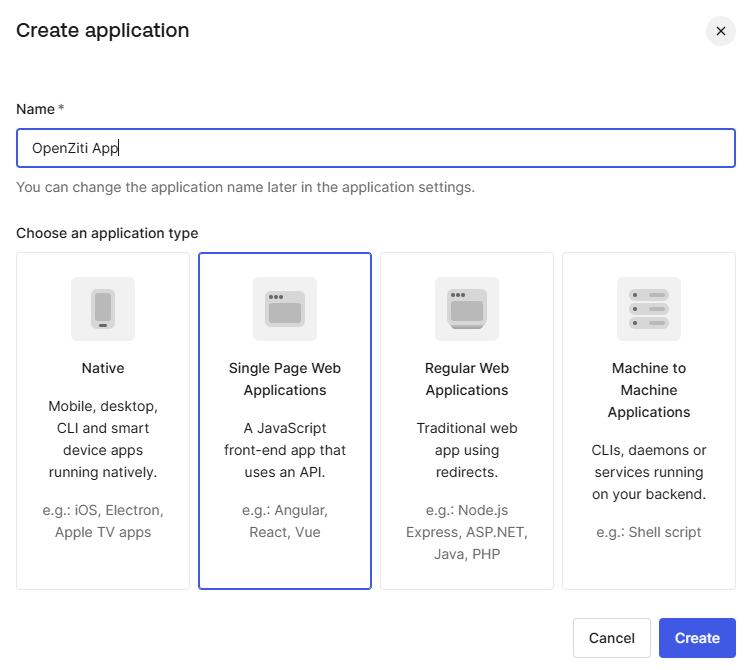 Create application
Name *
OpenZiti App
You can change the application name later in the application settings.
Choose an application type
Native
Mobile, desktop,
CLI and smart
device apps
running natively.
e.g.: iOS, Electron,
Apple TV apps
Single Page Web
Applications
A JavaScript
front-end app that
uses an API.
e.g.: Angular,
React, Vue
Regular Web
Applications
Traditional web
app using
redirects.
e.g.: Node.js
Express, ASP.NET,
Java, PHP
Machine to
Machine
Applications
CLIs, daemons or
services running
on your backend.
e.g.: Shell script
Cancel
Create